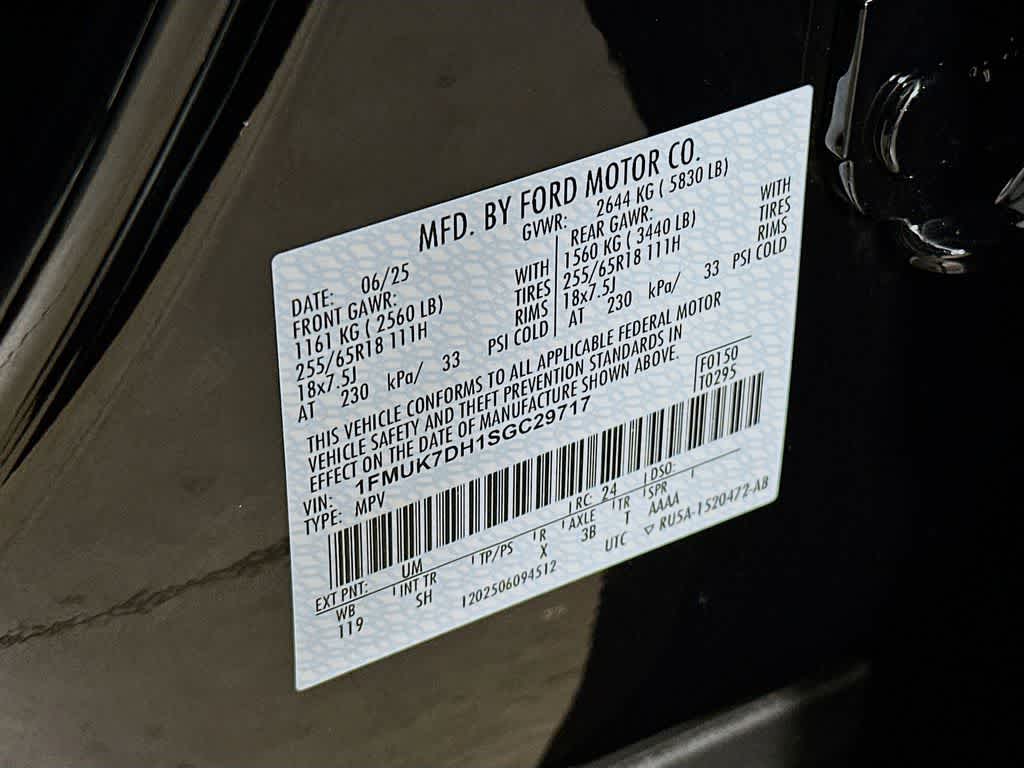 MFD. BY FORD MOTOR CO.
DATE: 06/25 GVWR: 2644 KG ( 5830 LB)
FRONT GAWR: REAR GAWR:
1161 KG ( 2560 LB) WITH 1560 KG ( 3440 LB) WITH
255/65R18 111H TIRES 255/65R18 111H TIRES
18x7.5J RIMS 18x7.5J RIMS
AT 230 kPa/ 33 PSI COLD AT 230 kPa/ 33 PSI COLD
THIS VEHICLE CONFORMS TO ALL APPLICABLE FEDERAL MOTOR
VEHICLE SAFETY AND THEFT PREVENTION STANDARDS IN
EFFECT ON THE DATE OF MANUFACTURE SHOWN ABOVE.
F0150
T0295
VIN: 1FMUK7DH1SGC29717
TYPE: MPV
EXT PNT: UM RC: 24 DSO:
WB INT TR TP/PS R AXLE TR SPR
119 SH X 3B T AAAA
UTC ▽ RU5A-1520472-AB
1202506094512